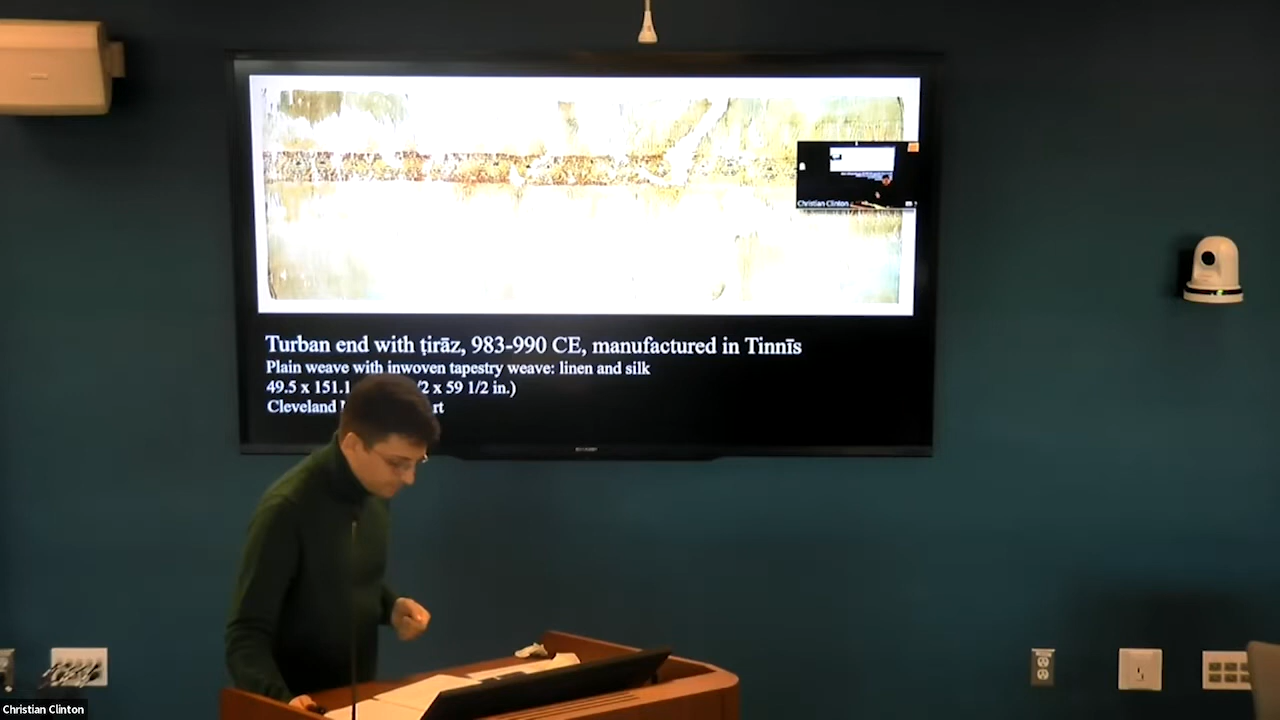 Christian Clinton
Turban end with ṭirāz, 983-990 CE, manufactured in Tinnīs
Plain weave with inwoven tapestry weave: linen and silk
49.5 x 151.1 /2 x 59 1/2 in.)
Cleveland rt
Christian Clinton